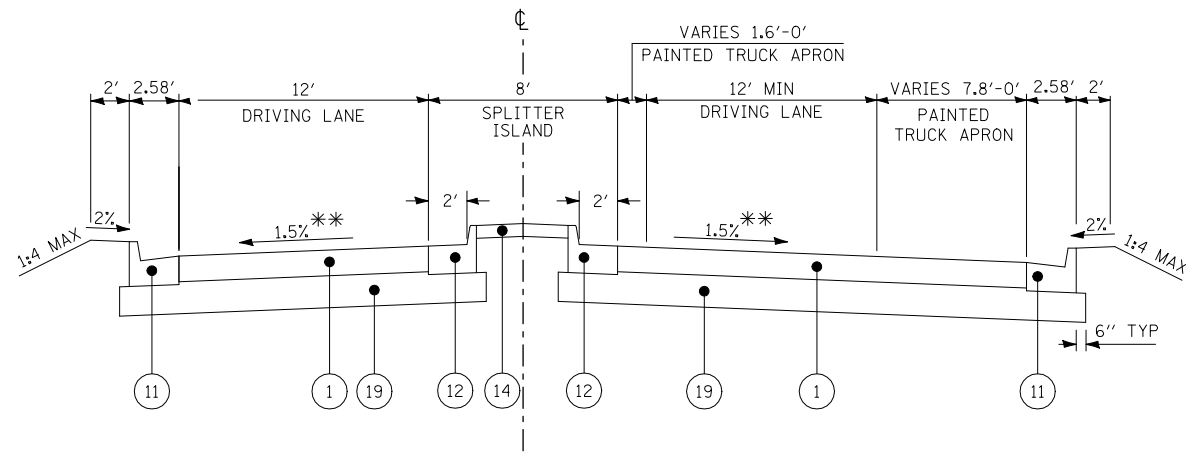 ℄
VARIES 1.6'-0'
PAINTED TRUCK APRON
2'
2.58'
12'
DRIVING LANE
8'
SPLITTER
ISLAND
12' MIN
DRIVING LANE
VARIES 7.8'-0'
PAINTED
TRUCK APRON
2.58'
2'
2'
2'
2%
1.5%**
1.5%**
2%
1:4 MAX
1:4 MAX
6" TYP
11
1
19
12
14
12
19
1
11